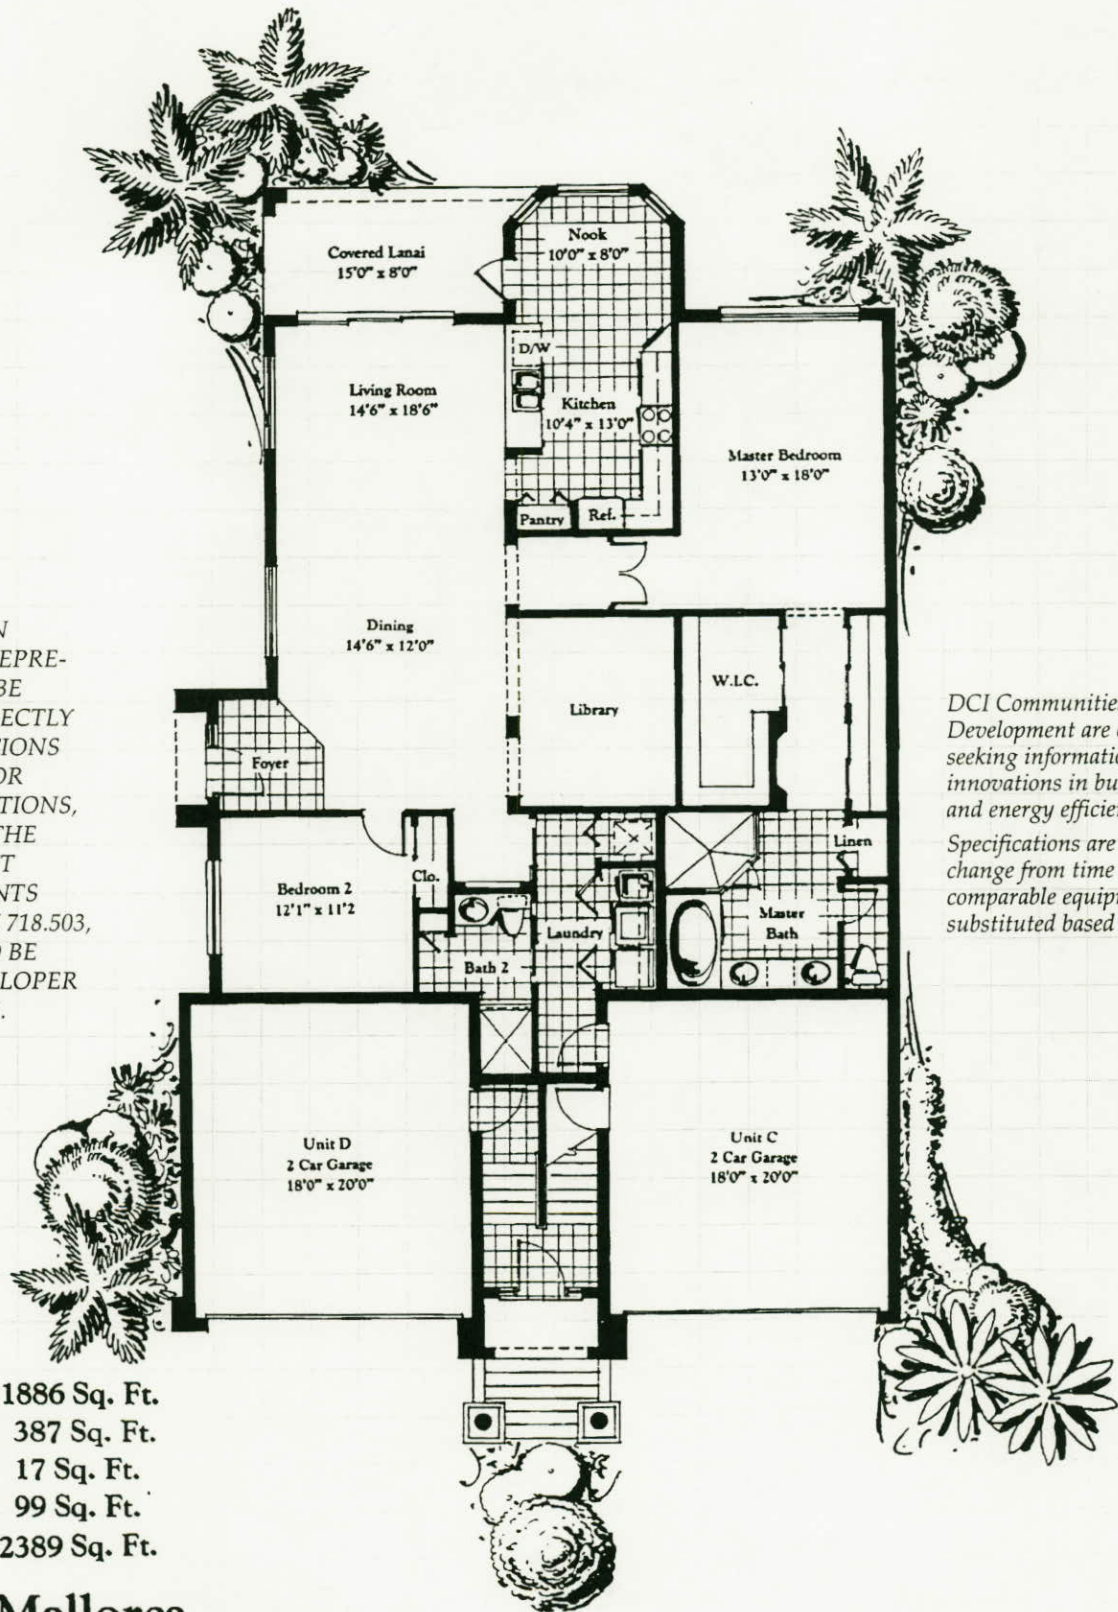 Covered Lanai
15'0" x 8'0"
Nook
10'0" x 8'0"
D/W
Living Room
14'6" x 18'6"
Kitchen
10'4" x 13'0"
Master Bedroom
13'0" x 18'0"
Pantry
Ref.
Dining
14'6" x 12'0"
W.I.C.
Library
Foyer
Linen
Clo.
Bedroom 2
12'1" x 11'2
Master
Bath
Laundry
Bath 2
Unit D
2 Car Garage
18'0" x 20'0"
Unit C
2 Car Garage
18'0" x 20'0"
N
EPRE-
BE
ECTLY
TIONS
OR
TIONS,
THE
T
NTS
718.503,
BE
LOPER
DCI Communities
Development are
seeking informatio
innovations in bu
and energy efficie
Specifications are
change from time
comparable equip
substituted based
1886 Sq. Ft.
387 Sq. Ft.
17 Sq. Ft.
99 Sq. Ft.
2389 Sq. Ft.
Mallorca